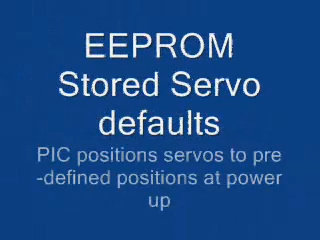 EEPROM
Stored Servo
defaults
PIC positions servos to pre
-defined positions at power
up